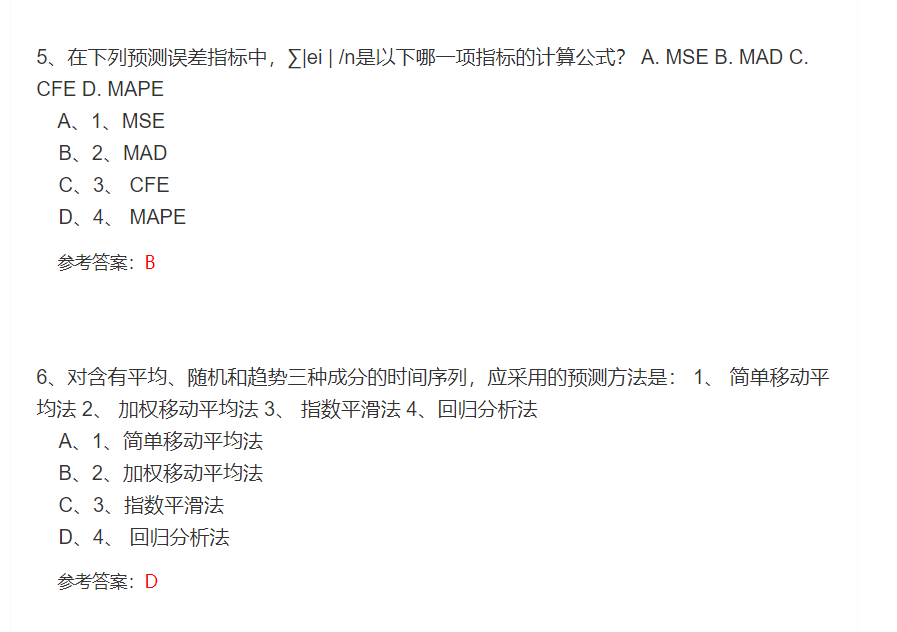 5、在下列预测误差指标中，∑|ei | /n是以下哪一项指标的计算公式？ A. MSE B. MAD C.
CFE D. MAPE
A、1、MSE
B、2、MAD
C、3、 CFE
D、4、 MAPE
参考答案：B
6、对含有平均、随机和趋势三种成分的时间序列，应采用的预测方法是： 1、 简单移动平
均法 2、 加权移动平均法 3、 指数平滑法 4、回归分析法
A、1、简单移动平均法
B、2、加权移动平均法
C、3、指数平滑法
D、4、 回归分析法
参考答案：D